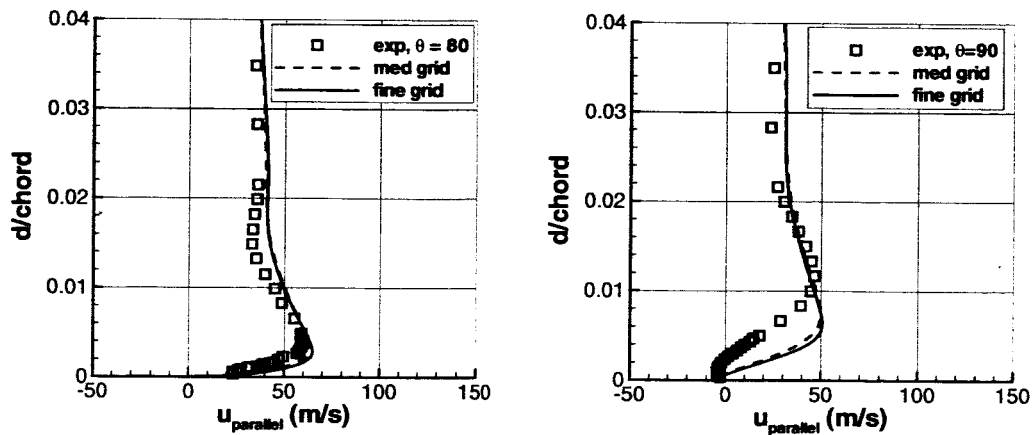 0.04
0.03
0.02
0.01
0
-50
0
50
100
150
d/chord
u_parallel (m/s)
exp, θ = 80
med grid
fine grid
0.04
0.03
0.02
0.01
0
-50
0
50
100
150
d/chord
u_parallel (m/s)
exp, θ=90
med grid
fine grid